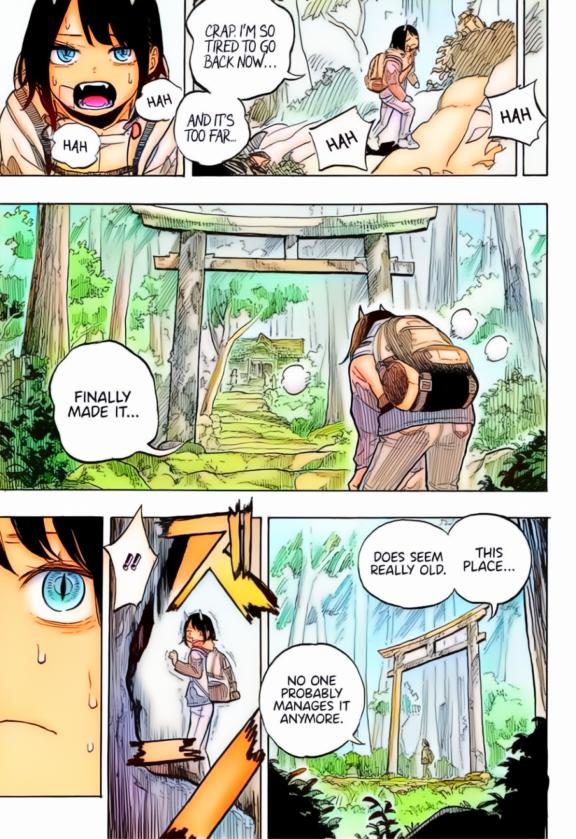 HAH
CRAP. I'M SO
TIRED TO GO
BACK NOW...
AND IT'S
TOO FAR...
HAH
HAH
HAH
FINALLY
MADE IT...
THIS
PLACE...
DOES SEEM
REALLY OLD.
NO ONE
PROBABLY
MANAGES IT
ANYMORE.
!!
ズ